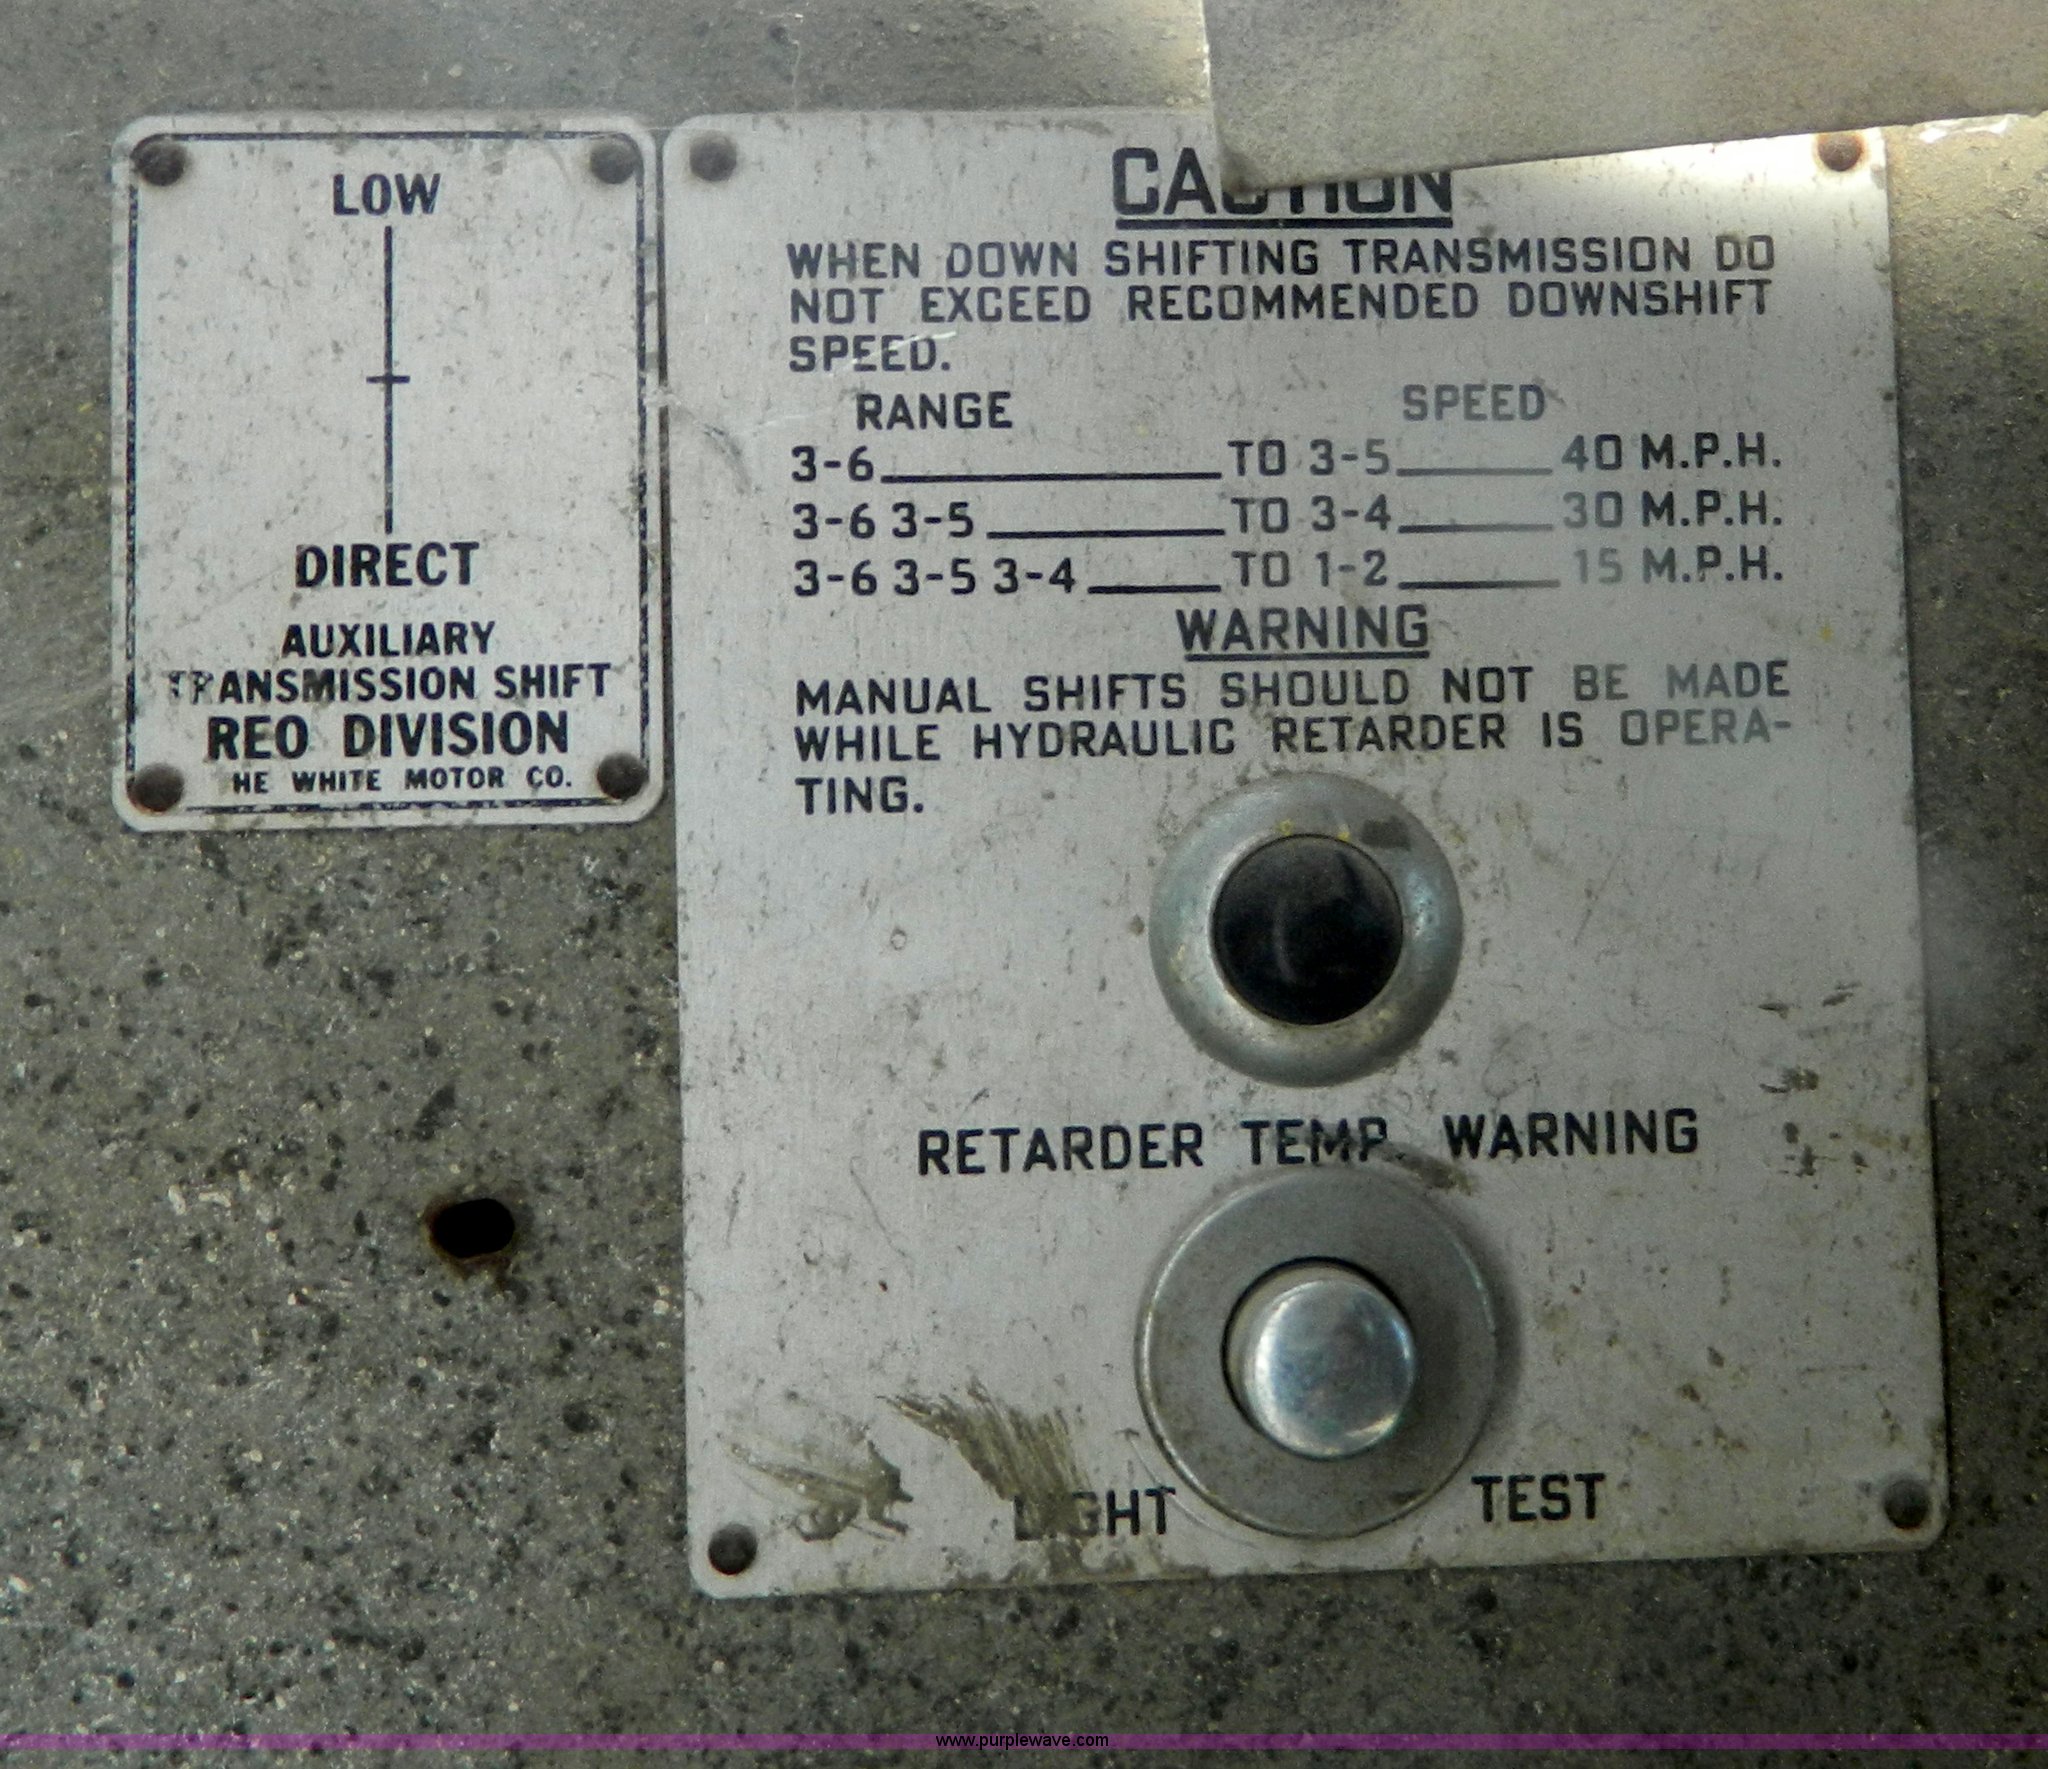 LOW
DIRECT
AUXILIARY
TRANSMISSION SHIFT
REO DIVISION
HE WHITE MOTOR CO.
CAUTION
WHEN DOWN SHIFTING TRANSMISSION DO
NOT EXCEED RECOMMENDED DOWNSHIFT
SPEED.
RANGE SPEED
3-6 TO 3-5 40 M.P.H.
3-6 3-5 TO 3-4 30 M.P.H.
3-6 3-5 3-4 TO 1-2 15 M.P.H.
WARNING
MANUAL SHIFTS SHOULD NOT BE MADE
WHILE HYDRAULIC RETARDER IS OPERA-
TING.
RETARDER TEMP. WARNING
LIGHT TEST
www.purplewave.com